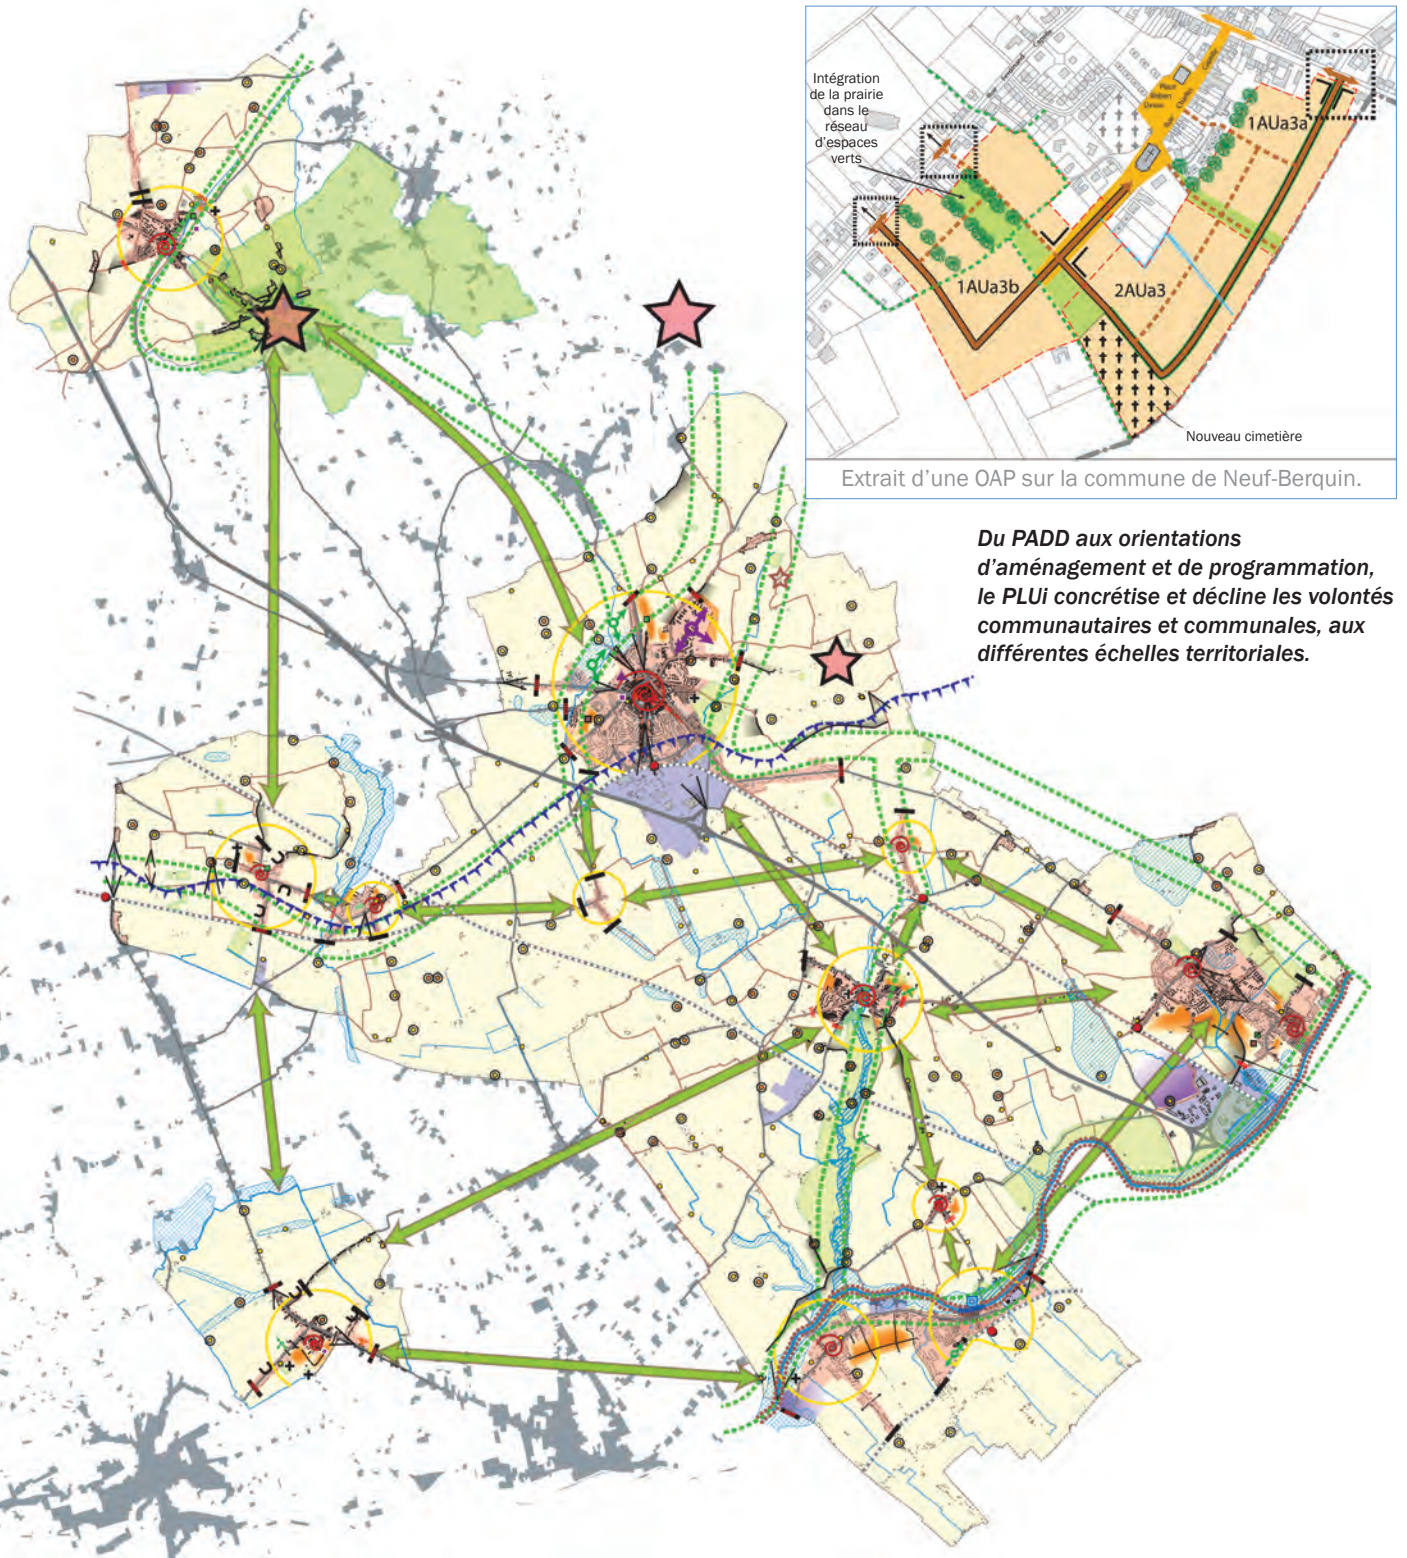 Intégration
de la prairie
dans le
réseau
d'espaces
verts
1AUa3a
1AUa3b
2AUa3
Nouveau cimetière
Extrait d'une OAP sur la commune de Neuf-Berquin.
Du PADD aux orientations
d'aménagement et de programmation,
le PLUi concrétise et décline les volontés
communautaires et communales, aux
différentes échelles territoriales.